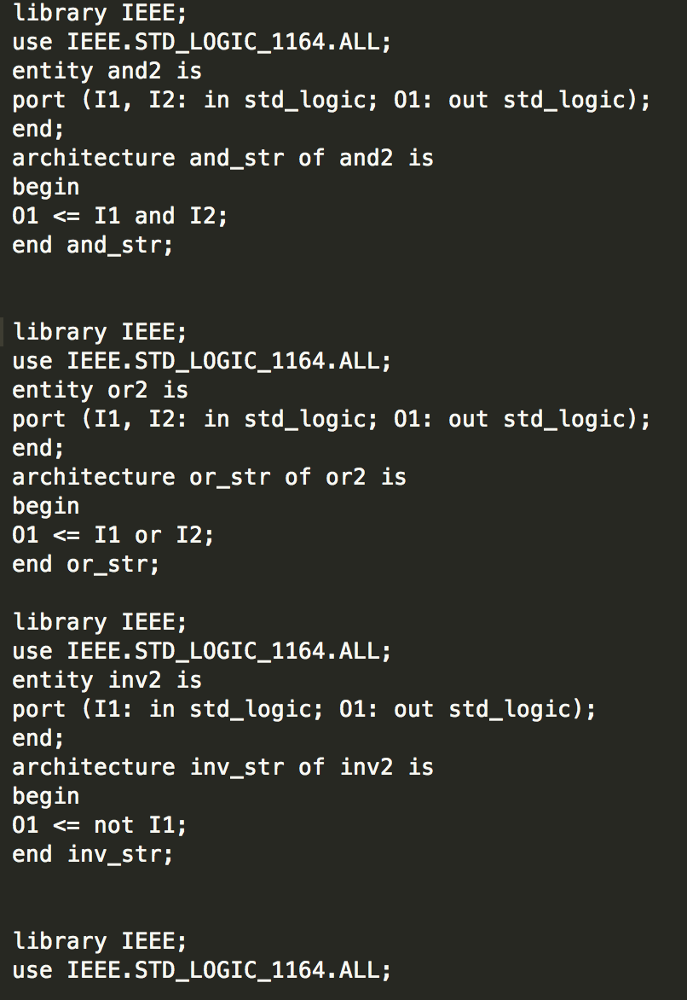 library IEEE;
use IEEE.STD_LOGIC_1164.ALL;
entity and2 is
port (I1, I2: in std_logic; O1: out std_logic);
end;
architecture and_str of and2 is
begin
O1 <= I1 and I2;
end and_str;
library IEEE;
use IEEE.STD_LOGIC_1164.ALL;
entity or2 is
port (I1, I2: in std_logic; O1: out std_logic);
end;
architecture or_str of or2 is
begin
O1 <= I1 or I2;
end or_str;
library IEEE;
use IEEE.STD_LOGIC_1164.ALL;
entity inv2 is
port (I1: in std_logic; O1: out std_logic);
end;
architecture inv_str of inv2 is
begin
O1 <= not I1;
end inv_str;
library IEEE;
use IEEE.STD_LOGIC_1164.ALL;